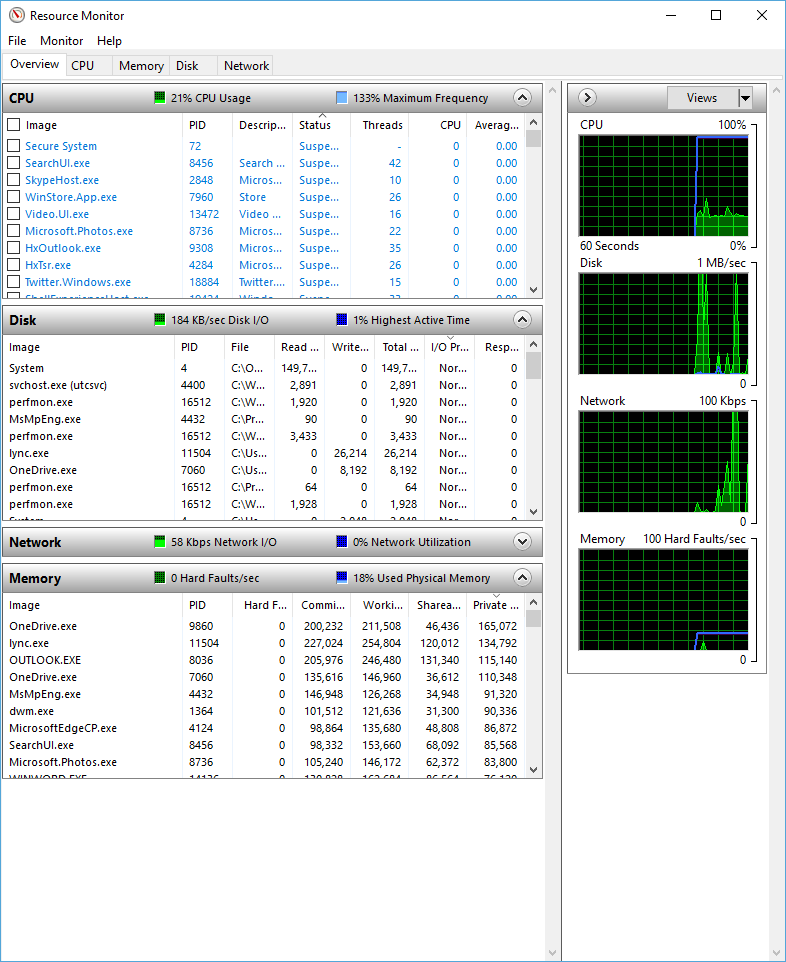 Resource Monitor
File Monitor Help
Overview CPU Memory Disk Network
CPU 21% CPU Usage 133% Maximum Frequency
Image PID Descrip... Status Threads CPU Averag...
Secure System 72 Suspe... - 0 0.00
SearchUI.exe 8456 Search ... Suspe... 42 0 0.00
SkypeHost.exe 2848 Micros... Suspe... 10 0 0.00
WinStore.App.exe 7960 Store Suspe... 26 0 0.00
Video.UI.exe 13472 Video ... Suspe... 16 0 0.00
Microsoft.Photos.exe 8736 Micros... Suspe... 22 0 0.00
HxOutlook.exe 9308 Micros... Suspe... 35 0 0.00
HxTsr.exe 4284 Micros... Suspe... 26 0 0.00
Twitter.Windows.exe 18884 Twitter.... Suspe... 15 0 0.00
Disk 184 KB/sec Disk I/O 1% Highest Active Time
Image PID File Read ... Write... Total ... I/O Pr... Resp...
System 4 C:\O... 149,7... 0 149,7... Nor... 0
svchost.exe (utcsvc) 4400 C:\W... 2,891 0 2,891 Nor... 0
perfmon.exe 16512 C:\W... 1,920 0 1,920 Nor... 0
MsMpEng.exe 4432 C:\Pr... 90 0 90 Nor... 0
perfmon.exe 16512 C:\W... 3,433 0 3,433 Nor... 0
lync.exe 11504 C:\Us... 0 26,214 26,214 Nor... 0
OneDrive.exe 7060 C:\Us... 0 8,192 8,192 Nor... 0
perfmon.exe 16512 C:\Pr... 64 0 64 Nor... 0
perfmon.exe 16512 C:\W... 1,928 0 1,928 Nor... 0
Network 58 Kbps Network I/O 0% Network Utilization
Memory 0 Hard Faults/sec 18% Used Physical Memory
Image PID Hard F... Commi... Worki... Sharea... Private ...
OneDrive.exe 9860 0 200,232 211,508 46,436 165,072
lync.exe 11504 0 227,024 254,804 120,012 134,792
OUTLOOK.EXE 8036 0 205,976 246,480 131,340 115,140
OneDrive.exe 7060 0 135,616 146,960 36,612 110,348
MsMpEng.exe 4432 0 146,948 126,268 34,948 91,320
dwm.exe 1364 0 101,512 121,636 31,300 90,336
MicrosoftEdgeCP.exe 4124 0 98,864 135,680 48,808 86,872
SearchUI.exe 8456 0 98,332 153,660 68,092 85,568
Microsoft.Photos.exe 8736 0 105,240 146,172 62,372 83,800
Views
CPU 100%
60 Seconds 0%
Disk 1 MB/sec
0
Network 100 Kbps
0
Memory 100 Hard Faults/sec
0